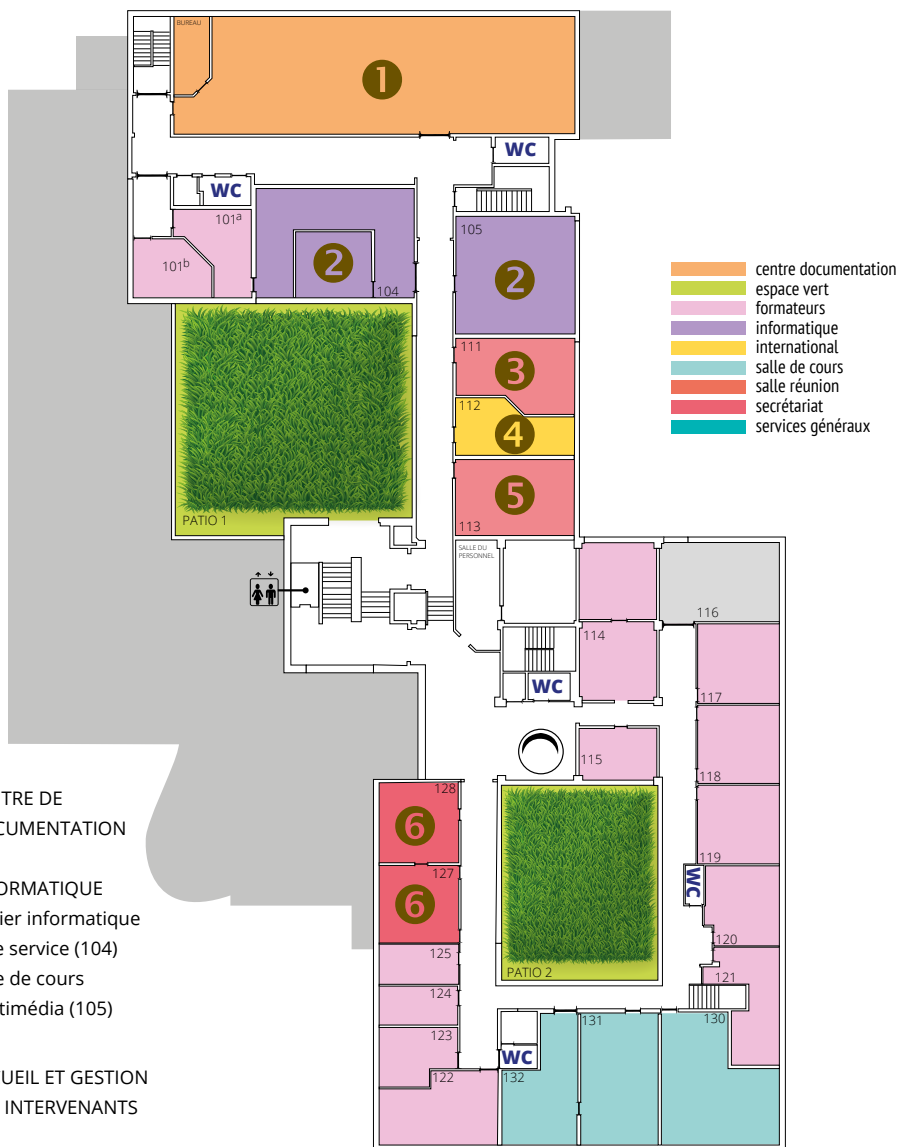 BUREAU
1
WC
WC
101a
101b
2
104
105
2
111
3
112
4
5
113
PATIO 1
SALLE DU
PERSONNEL
centre documentation
espace vert
formateurs
informatique
international
salle de cours
salle réunion
secrétariat
services généraux
116
114
117
WC
115
118
119
128
6
127
6
WC
120
125
PATIO 2
121
124
123
122
WC
132
131
130
TRE DE
CUMENTATION
ORMATIQUE
ier informatique
e service (104)
e de cours
timédia (105)
UEIL ET GESTION
INTERVENANTS